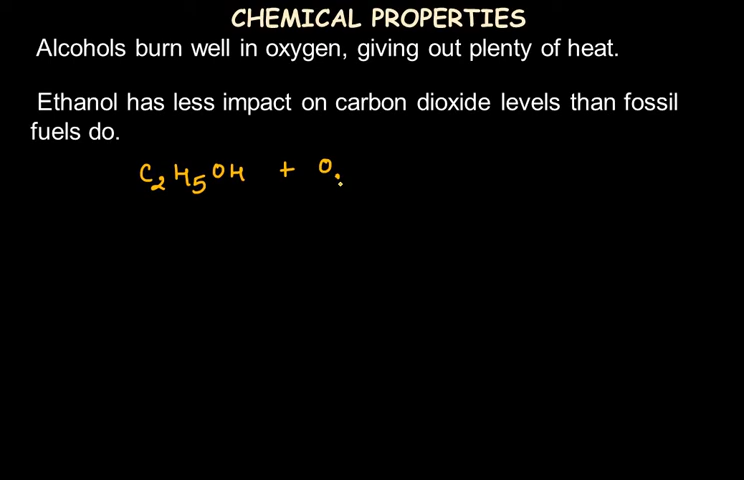 CHEMICAL PROPERTIES
Alcohols burn well in oxygen, giving out plenty of heat.
Ethanol has less impact on carbon dioxide levels than fossil
fuels do.
C₂H₅OH + O